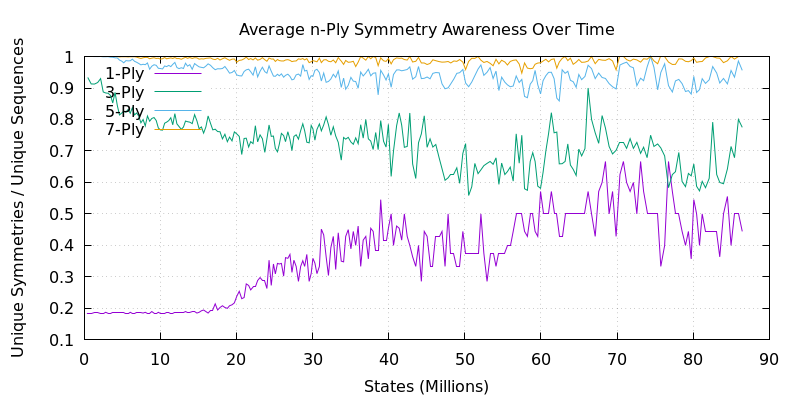 Average n-Ply Symmetry Awareness Over Time
Unique Symmetries / Unique Sequences
1
0.9
0.8
0.7
0.6
0.5
0.4
0.3
0.2
0.1
1-Ply
3-Ply
5-Ply
7-Ply
0 10 20 30 40 50 60 70 80 90
States (Millions)